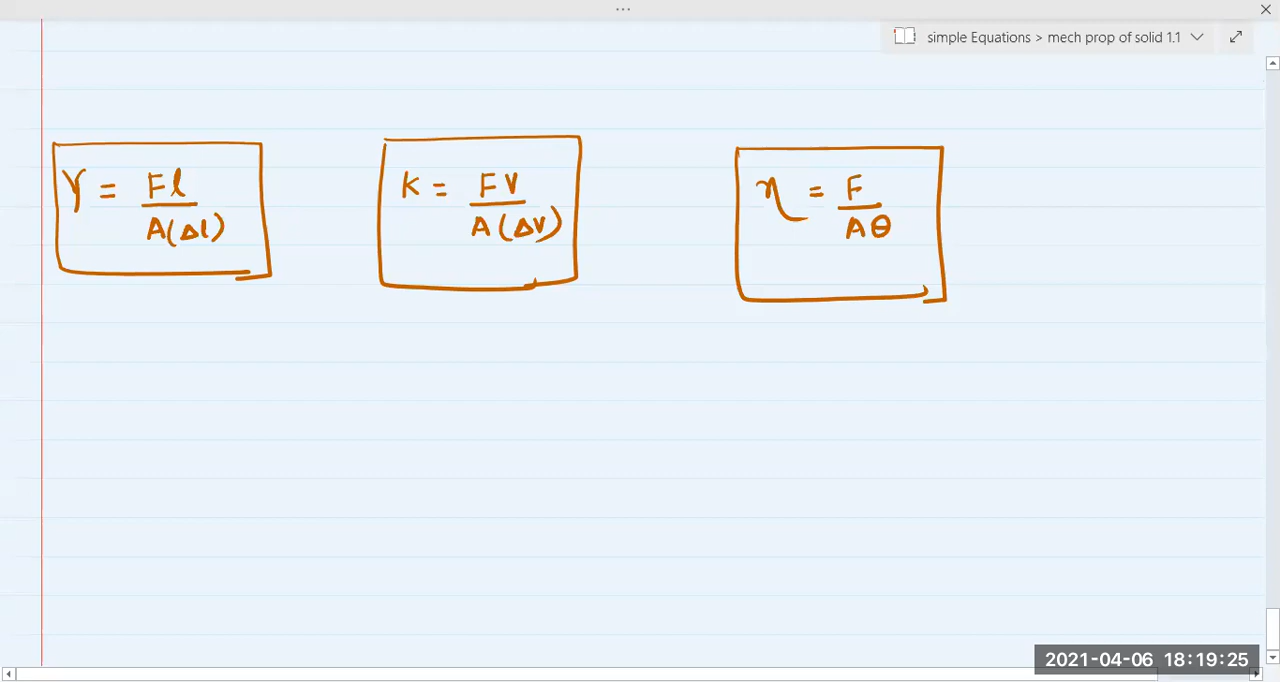 ...
simple Equations > mech prop of solid 1.1
Y = Fl / A(Δl)
K = FV / A(ΔV)
η = F / Aθ
2021-04-06 18:19:25